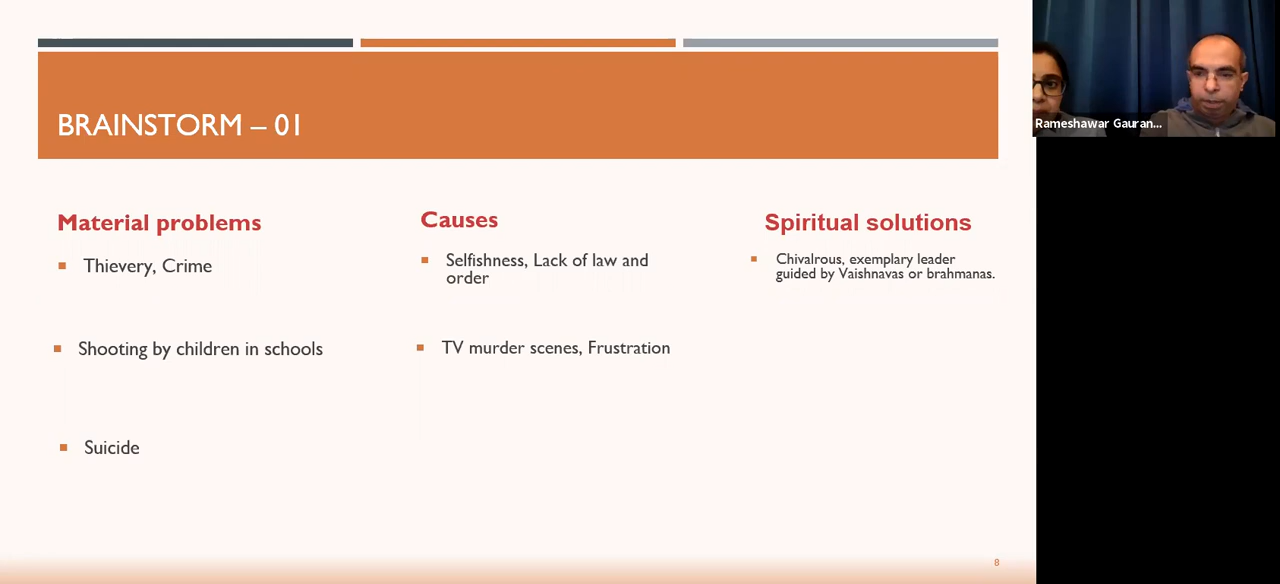 BRAINSTORM – 01
Material problems
Thievery, Crime
Shooting by children in schools
Suicide
Causes
Selfishness, Lack of law and
order
TV murder scenes, Frustration
Spiritual solutions
Chivalrous, exemplary leader
guided by Vaishnavas or brahmanas.
8
Rameshawar Gauran...